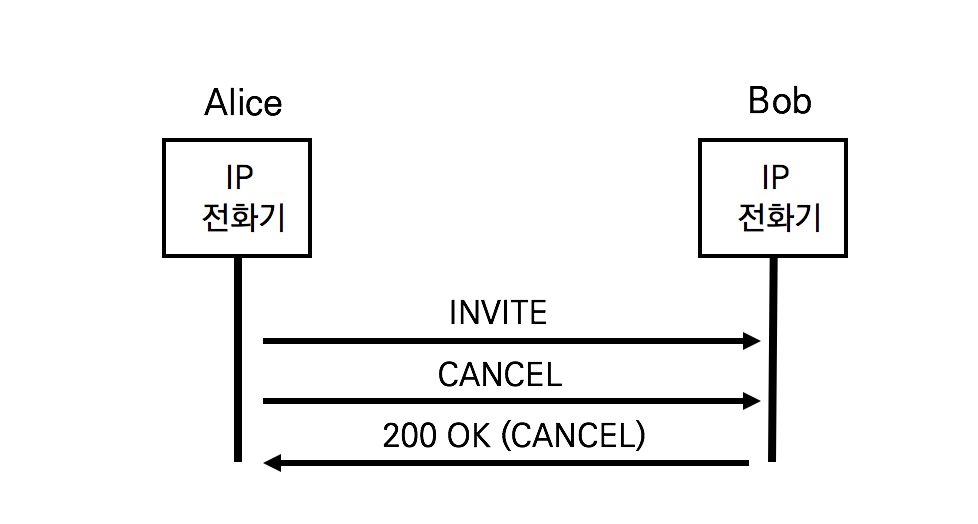 Alice
Bob
IP
전화기
IP
전화기
INVITE
CANCEL
200 OK (CANCEL)